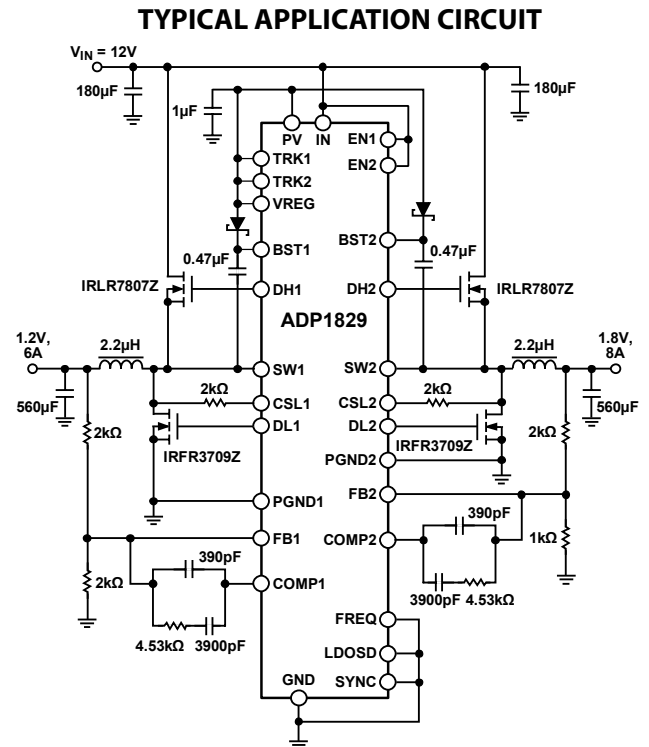 TYPICAL APPLICATION CIRCUIT
VIN = 12V
180µF
180µF
1µF
PV
IN
EN1
EN2
TRK1
TRK2
VREG
BST1
BST2
0.47µF
0.47µF
IRLR7807Z
DH1
DH2
IRLR7807Z
ADP1829
1.2V,
6A
2.2µH
SW1
SW2
2.2µH
1.8V,
8A
560µF
2kΩ
CSL1
CSL2
2kΩ
560µF
2kΩ
DL1
DL2
2kΩ
IRFR3709Z
IRFR3709Z
PGND2
PGND1
FB2
FB1
390pF
COMP2
390pF
1kΩ
2kΩ
COMP1
3900pF
4.53kΩ
4.53kΩ
3900pF
FREQ
LDOSD
SYNC
GND